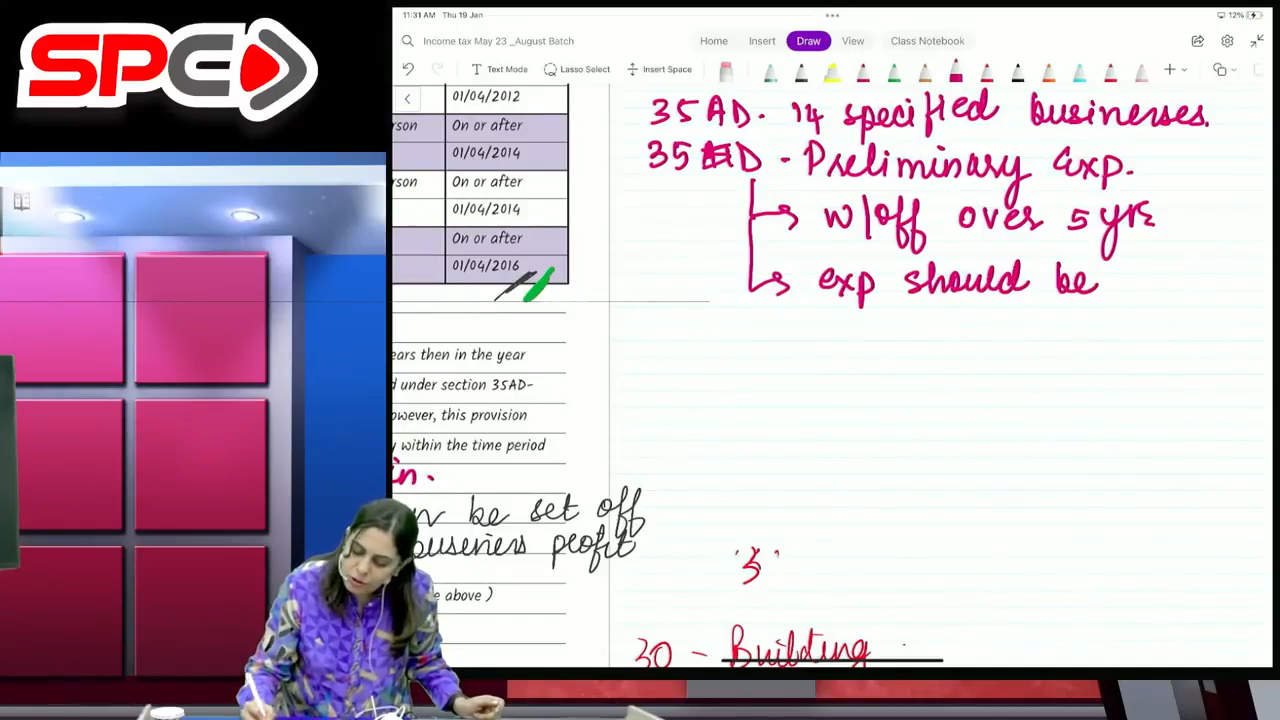 SPC
11:31 AM Thu 19 Jan
12%
Income tax May 23 _August Batch
Home Insert Draw View Class Notebook
Text Mode Lasso Select Insert Space
01/04/2012
rson On or after
01/04/2014
rson On or after
01/04/2014
On or after
01/04/2016
ears then in the year
d under section 35AD-
owever, this provision
y within the time period
in.
n be set off
business profit
e above )
35AD. 14 specified businesses.
35 D - Preliminary Exp.
w/off over 5 yrs
exp should be
3
30 - Building